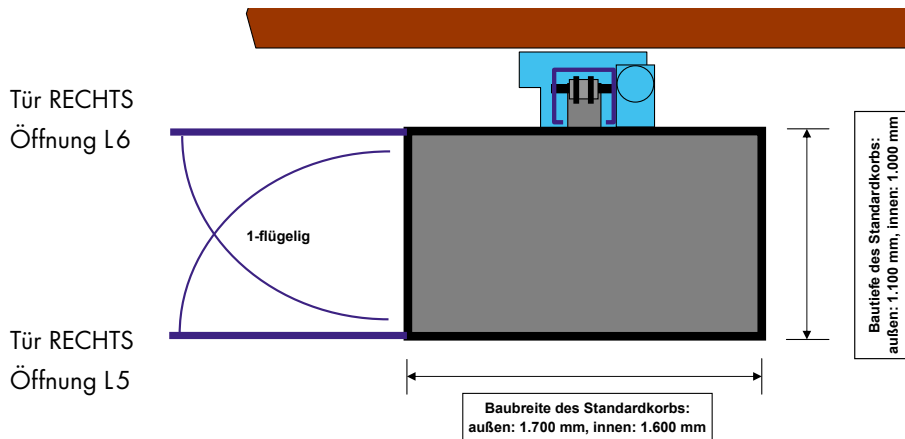 Tür RECHTS
Öffnung L6
1-flügelig
Tür RECHTS
Öffnung L5
Baubreite des Standardkorbs:
außen: 1.700 mm, innen: 1.600 mm
Bautiefe des Standardkorbs:
außen: 1.100 mm, innen: 1.000 mm